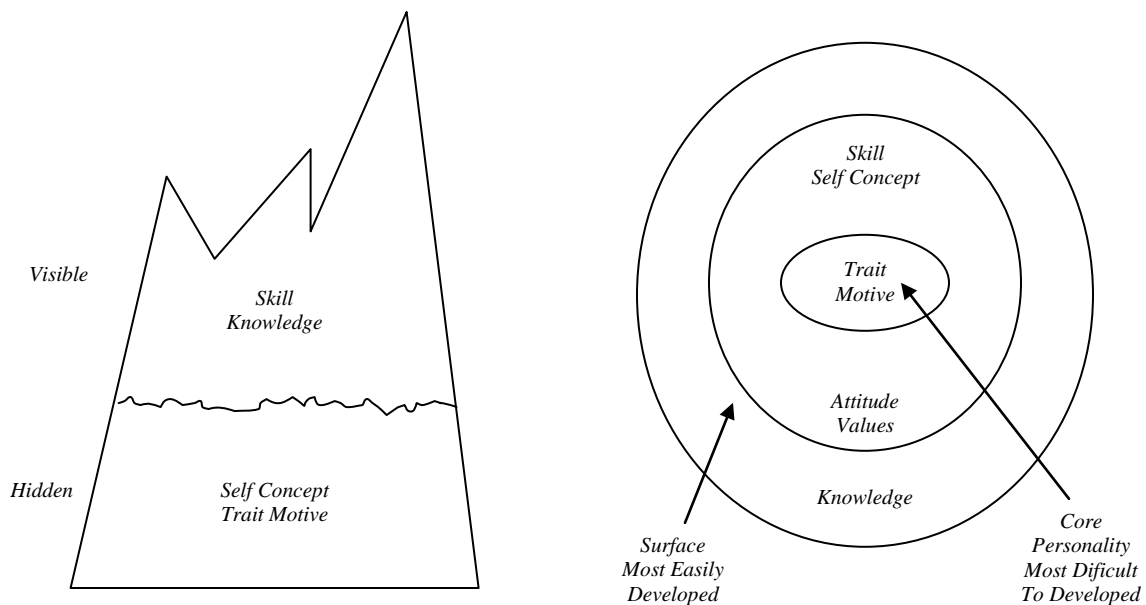 Visible
Skill
Knowledge
Hidden
Self Concept
Trait Motive
Skill
Self Concept
Trait
Motive
Attitude
Values
Knowledge
Surface
Most Easily
Developed
Core
Personality
Most Dificult
To Developed